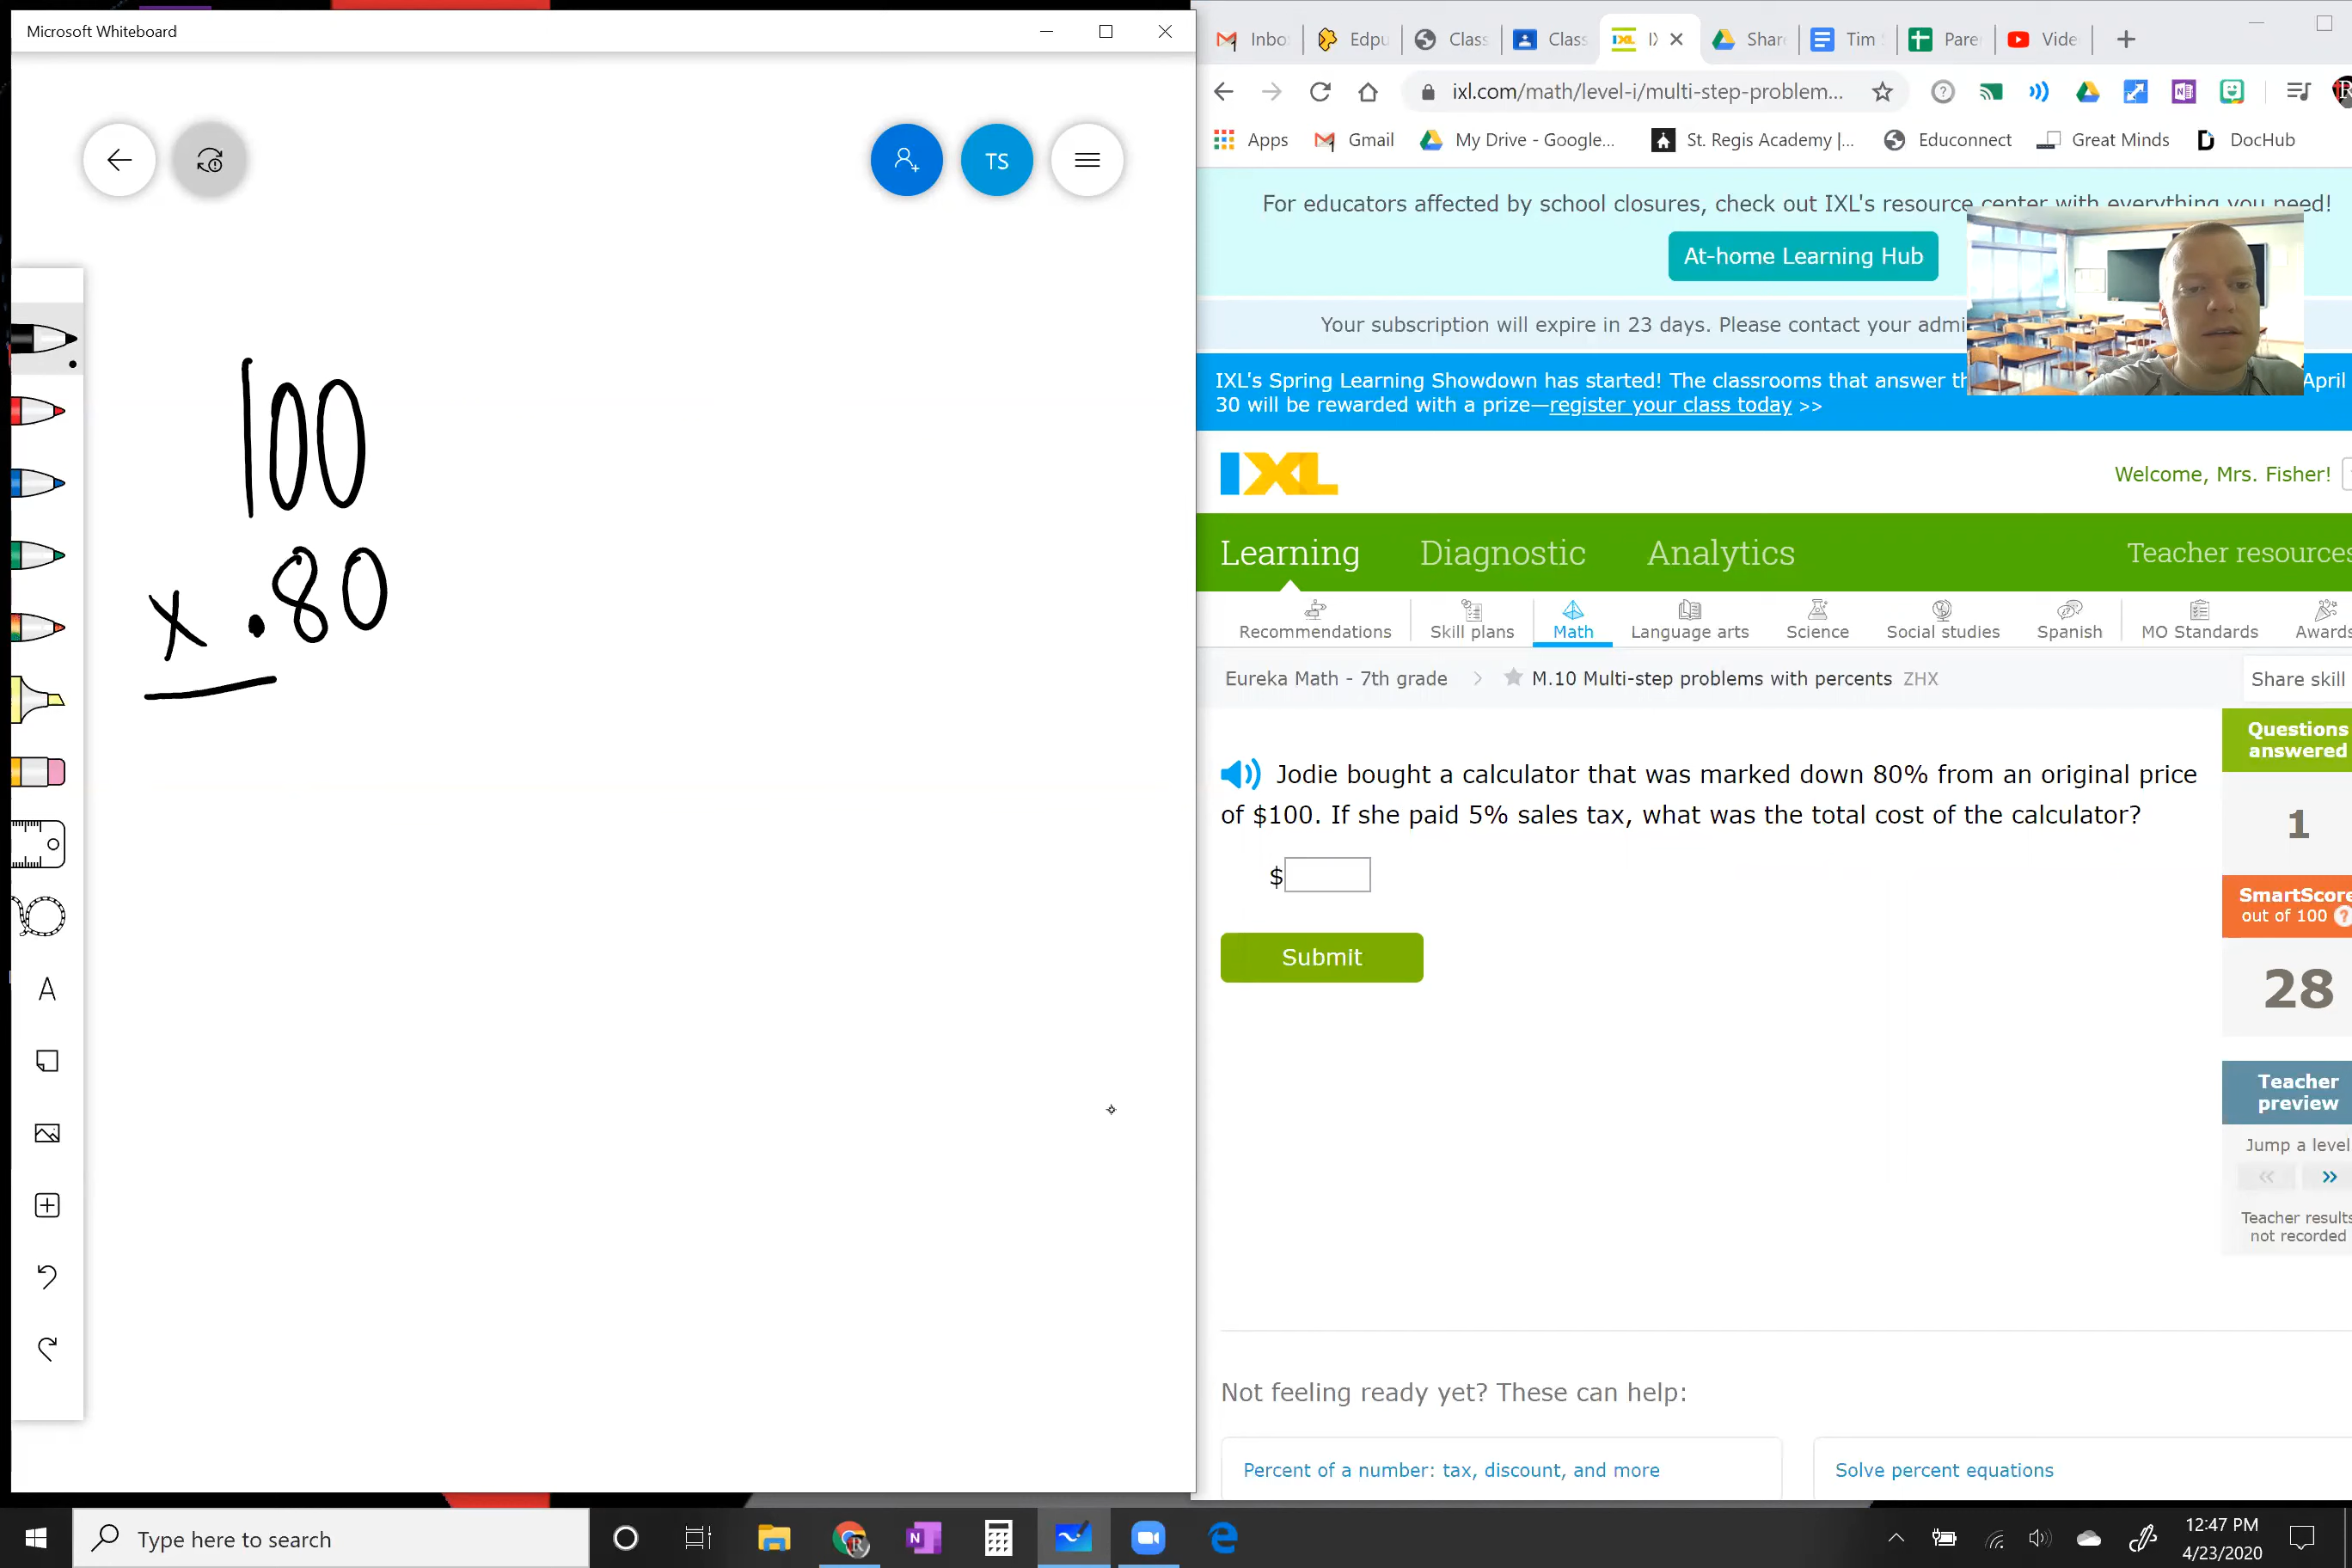 Microsoft Whiteboard
TS
100
x .80
A
Inbo
Edpu
Class
Class
Shar
Tim
Pare
Vide
ixl.com/math/level-i/multi-step-problem...
Apps
Gmail
My Drive - Google...
St. Regis Academy |...
Educonnect
Great Minds
DocHub
For educators affected by school closures, check out IXL's resource center with everything you need!
At-home Learning Hub
Your subscription will expire in 23 days. Please contact your admi
IXL's Spring Learning Showdown has started! The classrooms that answer th April
30 will be rewarded with a prize—register your class today >>
IXL
Welcome, Mrs. Fisher!
Learning
Diagnostic
Analytics
Teacher resources
Recommendations
Skill plans
Math
Language arts
Science
Social studies
Spanish
MO Standards
Awards
Eureka Math - 7th grade > M.10 Multi-step problems with percents ZHX
Share skill
Jodie bought a calculator that was marked down 80% from an original price
of $100. If she paid 5% sales tax, what was the total cost of the calculator?
$
Submit
Questions
answered
1
SmartScore
out of 100 ?
28
Teacher
preview
Jump a level
<< >>
Teacher results
not recorded
Not feeling ready yet? These can help:
Percent of a number: tax, discount, and more
Solve percent equations
Type here to search
12:47 PM
4/23/2020